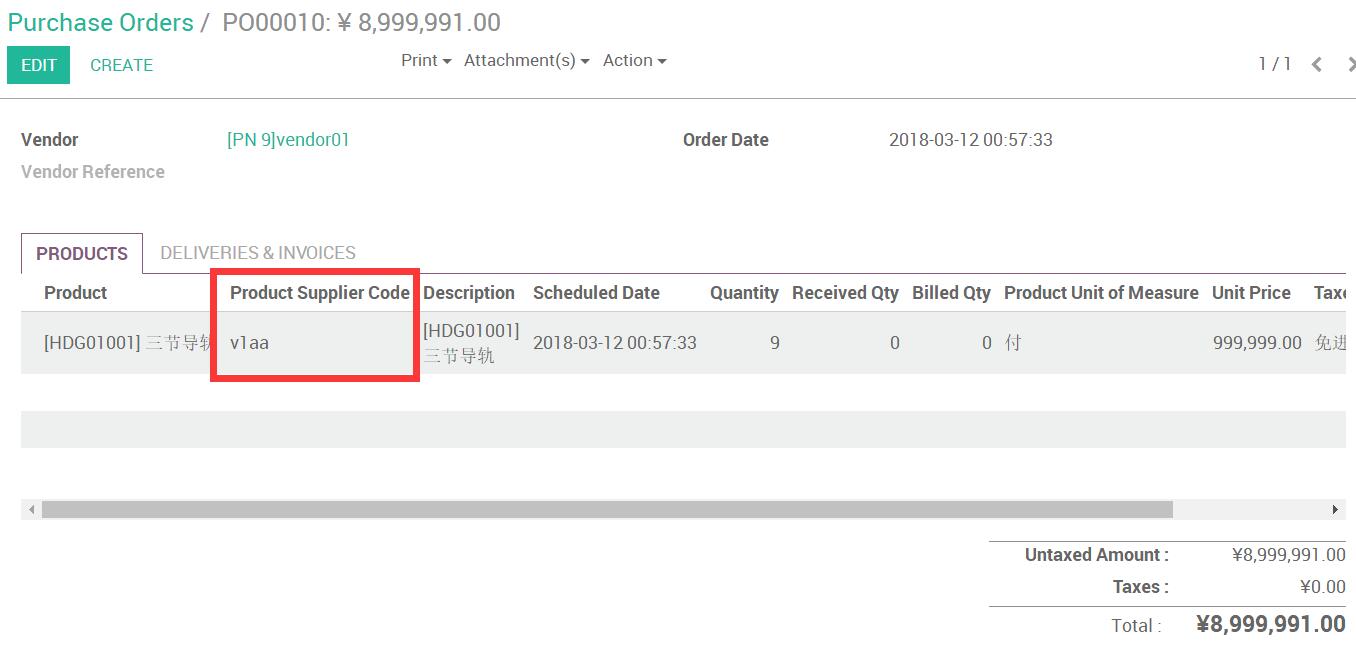 Purchase Orders / PO00010: ¥ 8,999,991.00
EDIT CREATE Print Attachment(s) Action 1 / 1
Vendor [PN 9]vendor01 Order Date 2018-03-12 00:57:33
Vendor Reference
PRODUCTS DELIVERIES & INVOICES
Product Product Supplier Code Description Scheduled Date Quantity Received Qty Billed Qty Product Unit of Measure Unit Price Taxe
[HDG01001] 三节导轨 v1aa [HDG01001] 三节导轨 2018-03-12 00:57:33 9 0 0 付 999,999.00 免进
Untaxed Amount : ¥8,999,991.00
Taxes : ¥0.00
Total : ¥8,999,991.00